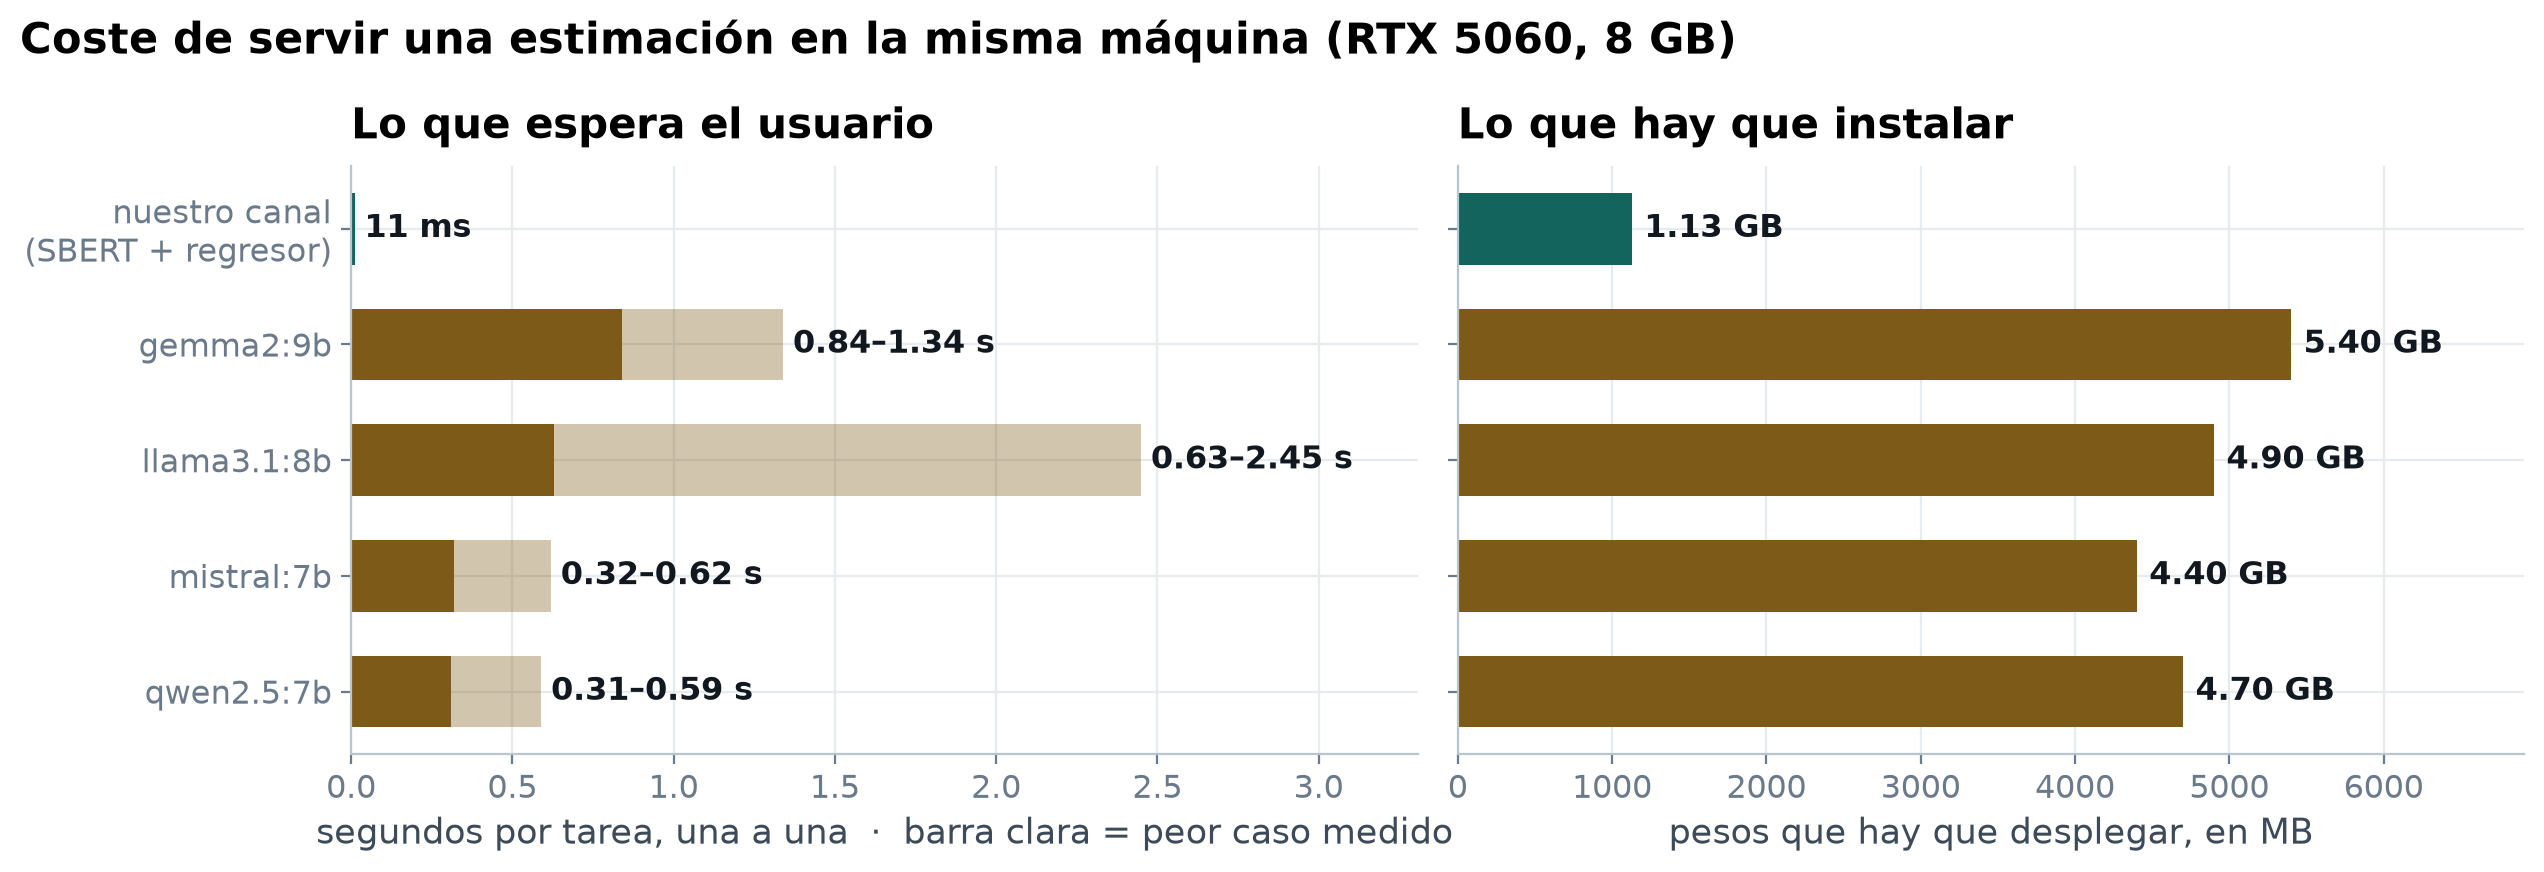 Coste de servir una estimación en la misma máquina (RTX 5060, 8 GB)
Lo que espera el usuario
nuestro canal
(SBERT + regresor)
11 ms
gemma2:9b
0.84–1.34 s
llama3.1:8b
0.63–2.45 s
mistral:7b
0.32–0.62 s
qwen2.5:7b
0.31–0.59 s
0.0 0.5 1.0 1.5 2.0 2.5 3.0
segundos por tarea, una a una · barra clara = peor caso medido
Lo que hay que instalar
1.13 GB
5.40 GB
4.90 GB
4.40 GB
4.70 GB
0 1000 2000 3000 4000 5000 6000
pesos que hay que desplegar, en MB